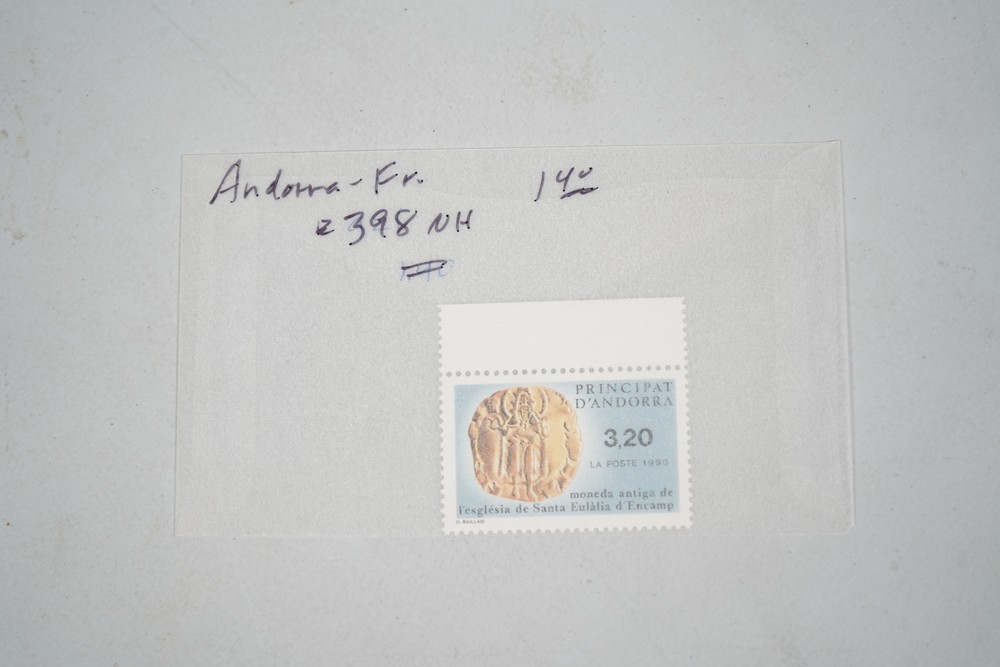 Andorra - Fr. 14⁰
398 NH
PRINCIPAT
D'ANDORRA
3,20
LA POSTE 1990
moneda antiga de
l'església de Santa Eulàlia d'Encamp